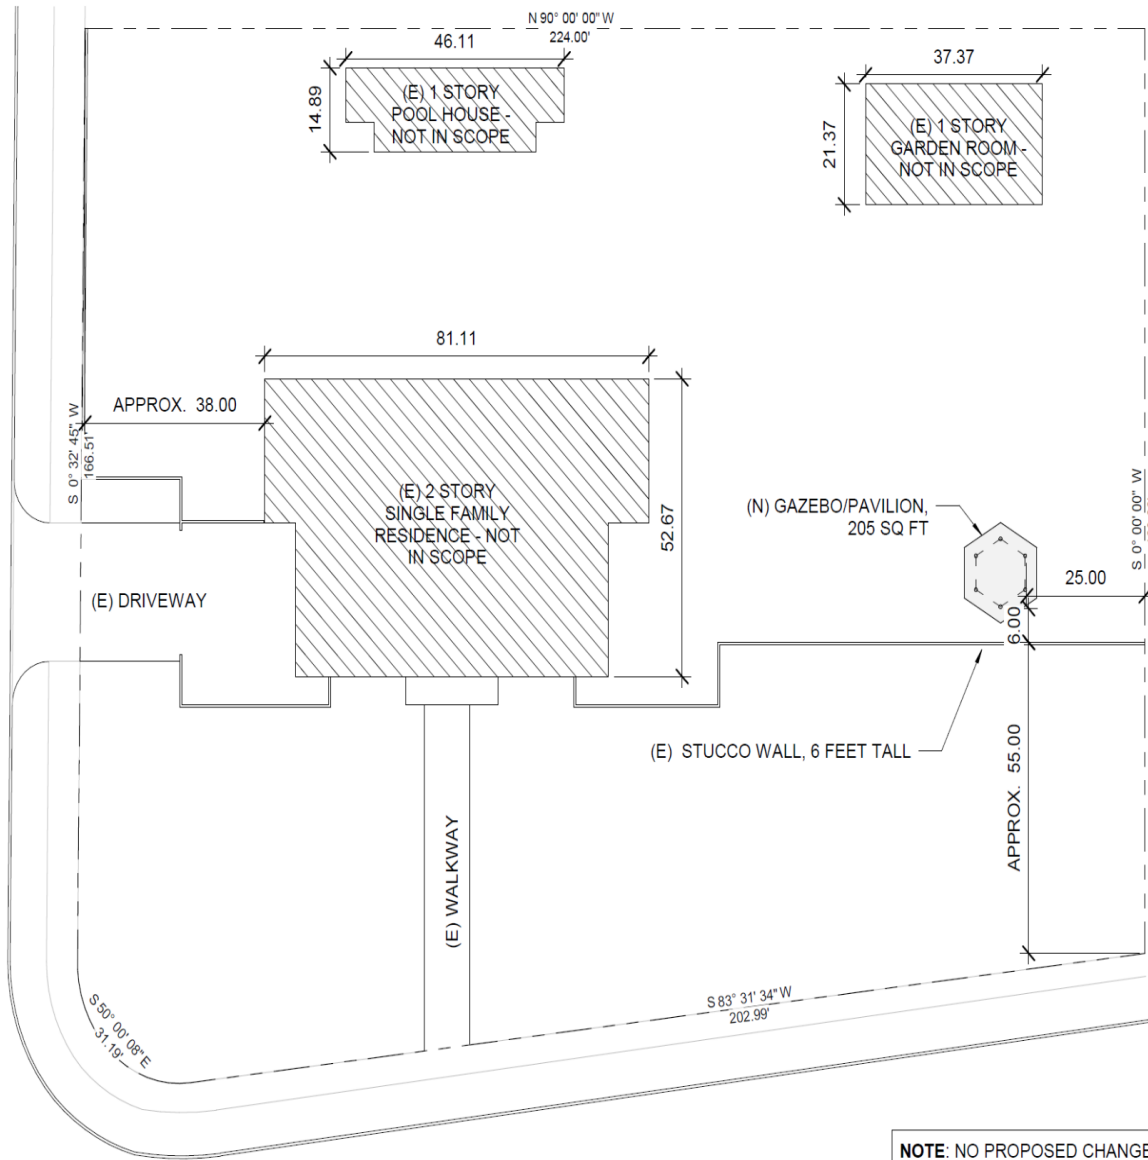 N 90° 00' 00" W
224.00'
46.11
37.37
14.89
(E) 1 STORY
POOL HOUSE -
NOT IN SCOPE
21.37
(E) 1 STORY
GARDEN ROOM -
NOT IN SCOPE
81.11
APPROX. 38.00
S 0° 32' 45" W
166.51'
(E) 2 STORY
SINGLE FAMILY
RESIDENCE - NOT
IN SCOPE
52.67
(N) GAZEBO/PAVILION,
205 SQ FT
S 0° 00' 00" W
25.00
(E) DRIVEWAY
6.00
(E) STUCCO WALL, 6 FEET TALL
APPROX. 55.00
(E) WALKWAY
S 50° 00' 08" E
31.19'
S 83° 31' 34" W
202.99'
NOTE: NO PROPOSED CHANGE